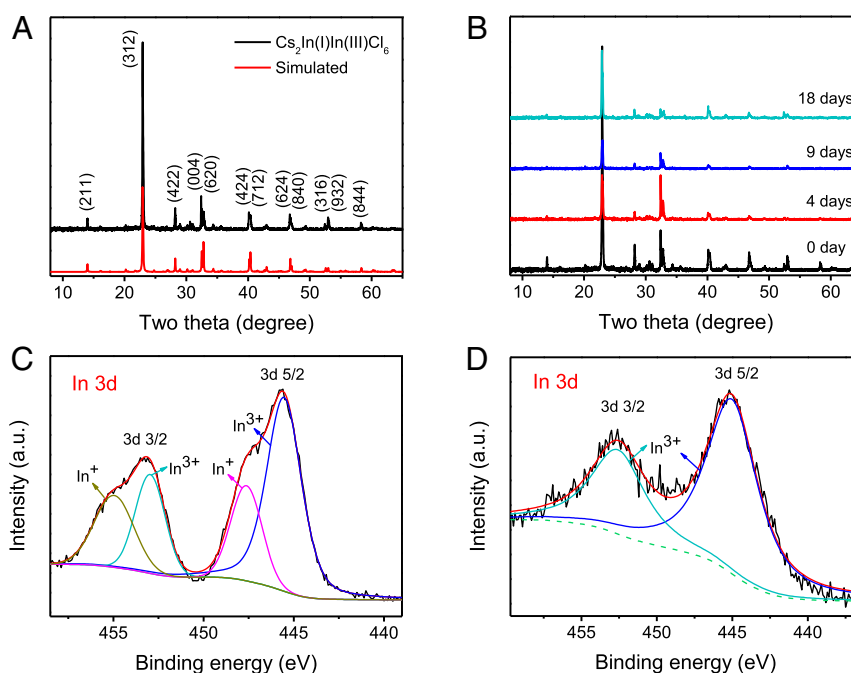 A
Cs2In(I)In(III)Cl6
Simulated
(211)
(312)
(422)
(004)
(620)
(424)
(712)
(624)
(840)
(316)
(932)
(844)
10 20 30 40 50 60
Two theta (degree)
B
18 days
9 days
4 days
0 day
10 20 30 40 50 60
Two theta (degree)
C
In 3d
3d 5/2
3d 3/2
In+
In3+
In+
In3+
Intensity (a.u.)
455 450 445 440
Binding energy (eV)
D
In 3d
3d 5/2
3d 3/2
In3+
Intensity (a.u.)
455 450 445 440
Binding energy (eV)